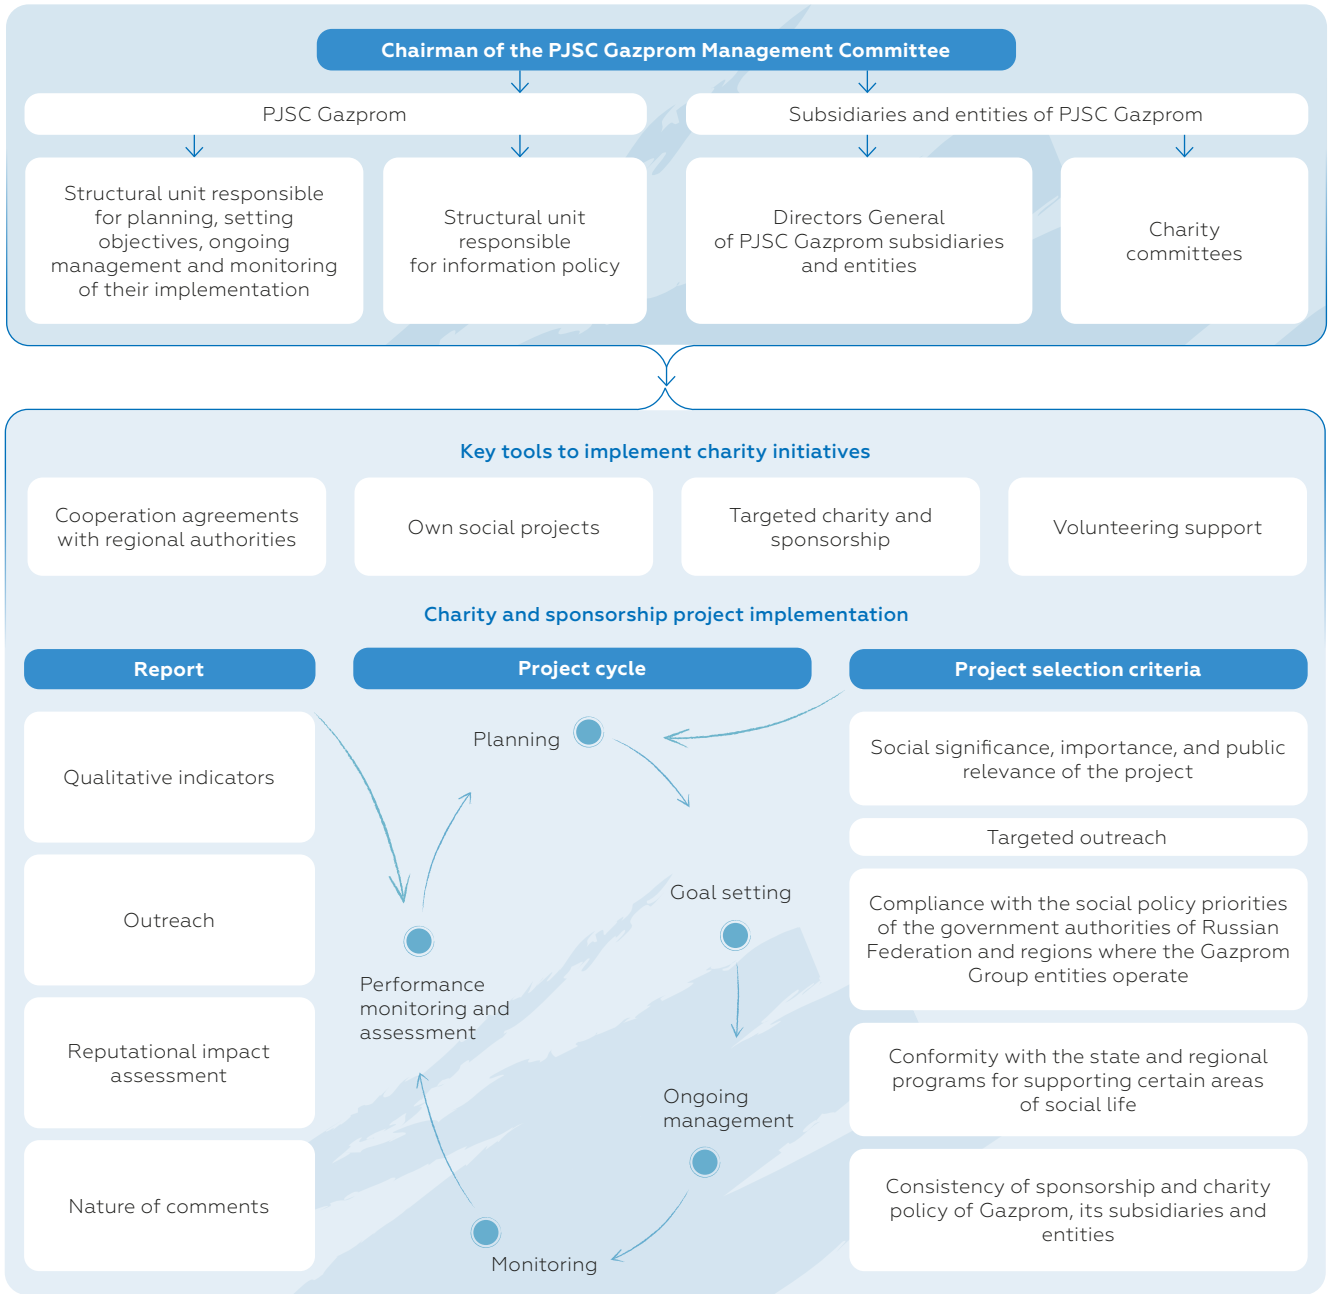 Chairman of the PJSC Gazprom Management Committee
PJSC Gazprom
Subsidiaries and entities of PJSC Gazprom
Structural unit responsible
for planning, setting
objectives, ongoing
management and monitoring
of their implementation
Structural unit
responsible
for information policy
Directors General
of PJSC Gazprom subsidiaries
and entities
Charity
committees
Key tools to implement charity initiatives
Cooperation agreements
with regional authorities
Own social projects
Targeted charity and
sponsorship
Volunteering support
Charity and sponsorship project implementation
Report
Qualitative indicators
Outreach
Reputational impact
assessment
Nature of comments
Project cycle
Planning
Goal setting
Ongoing
management
Monitoring
Performance
monitoring and
assessment
Project selection criteria
Social significance, importance, and public
relevance of the project
Targeted outreach
Compliance with the social policy priorities
of the government authorities of Russian
Federation and regions where the Gazprom
Group entities operate
Conformity with the state and regional
programs for supporting certain areas
of social life
Consistency of sponsorship and charity
policy of Gazprom, its subsidiaries and
entities